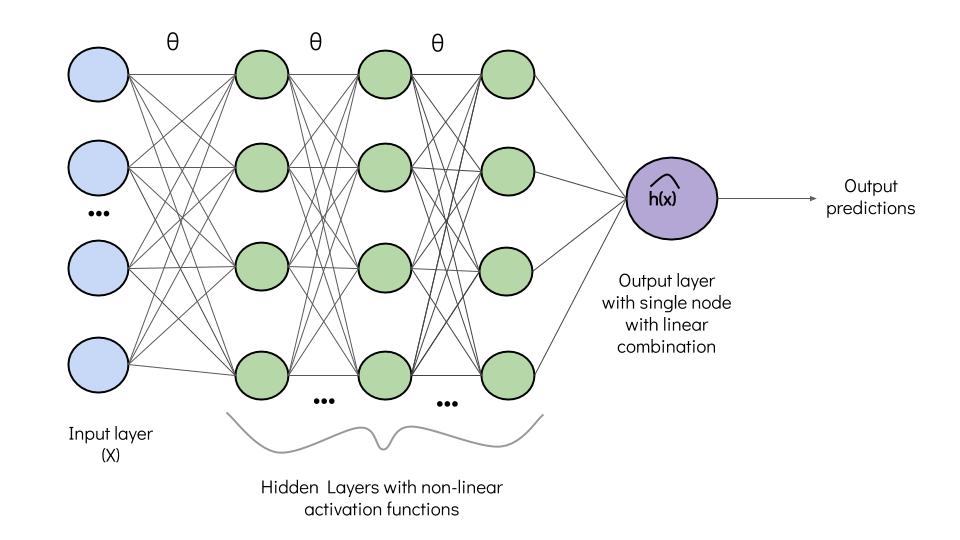 θ θ θ
•••
h(x)
Output
predictions
Output layer
with single node
with linear
combination
••• •••
Input layer
(X)
Hidden Layers with non-linear
activation functions